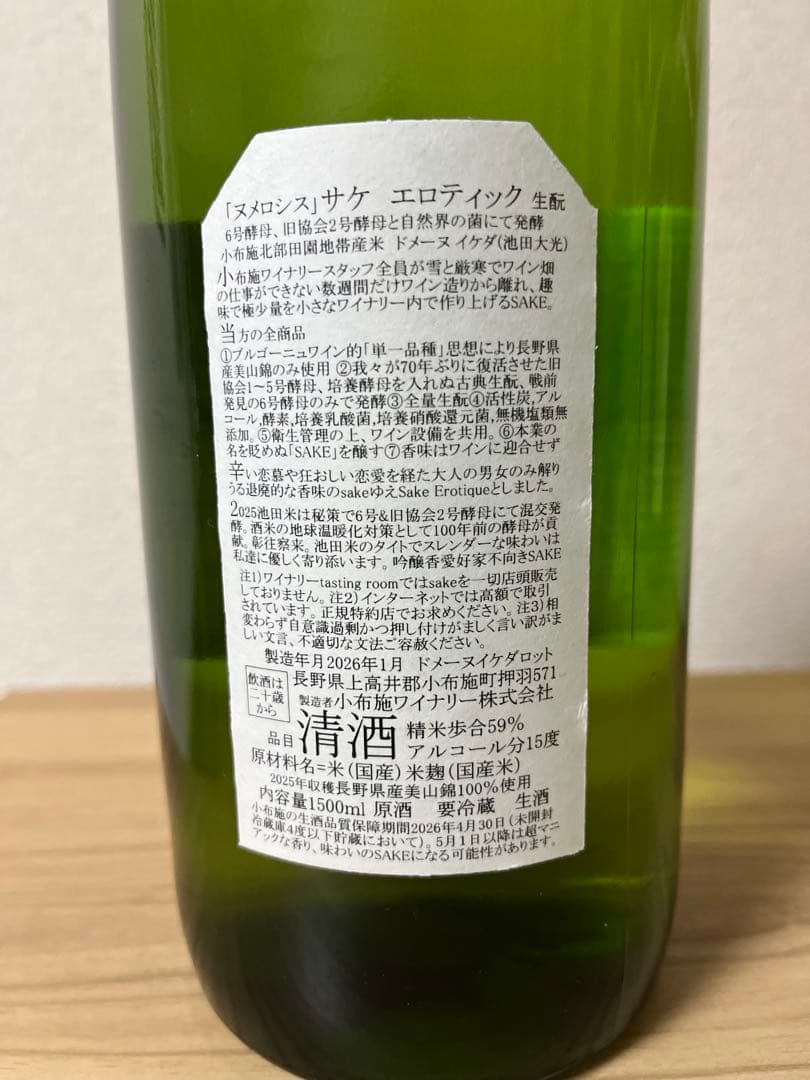 「ヌメロシス」サケ エロティック 生酛
6号酵母、旧協会2号酵母と自然界の菌にて発酵
小布施北部田園地帯産米 ドメーヌ イケダ(池田大光)
小布施ワイナリースタッフ全員が雪と厳寒でワイン畑
の仕事ができない数週間だけワイン造りから離れ、趣
味で極少量を小さなワイナリー内で作り上げるSAKE。
当方の全商品
①ブルゴーニュワイン的「単一品種」思想により長野県
産美山錦のみ使用 ②我々が70年ぶりに復活させた旧
協会1〜5号酵母、培養酵母を入れぬ古典生酛、戦前
発見の6号酵母のみで発酵③全量生酛④活性炭,アル
コール,酵素,培養乳酸菌,培養硝酸還元菌,無機塩類無
添加。⑤衛生管理の上、ワイン設備を共用。⑥本業の
名を貶めぬ「SAKE」を醸す⑦香味はワインに迎合せず
辛い恋慕や狂おしい恋愛を経た大人の男女のみ解り
うる退廃的な香味のsakeゆえSake Erotiqueとしました。
2025池田米は秘策で6号&旧協会2号酵母にて混交発
酵。酒米の地球温暖化対策として100年前の酵母が貢
献。彰往察来。池田米のタイトでスレンダーな味わいは
私達に優しく寄り添います。吟醸香愛好家不向きSAKE
注1)ワイナリーtasting roomではsakeを一切店頭販売
しておりません。注2)インターネットでは高額で取引
されています。正規特約店でお求めください。注3)相
変わらず自意識過剰かつ押し付けがましく言い訳がま
しい文言、不適切な文法ご容赦ください。
製造年月2026年1月 ドメーヌイケダロット
飲酒は
二十歳
から
長野県上高井郡小布施町押羽571
製造者小布施ワイナリー株式会社
品目 清酒 精米歩合59%
アルコール分15度
原材料名=米(国産)米麹(国産米)
2025年収穫長野県産美山錦100%使用
内容量1500ml 原酒 要冷蔵 生酒
小布施の生酒品質保障期間2026年4月30日(未開封
冷蔵庫4度以下貯蔵において)。5月1日以降は超マニ
アックな香り、味わいのSAKEになる可能性があります。